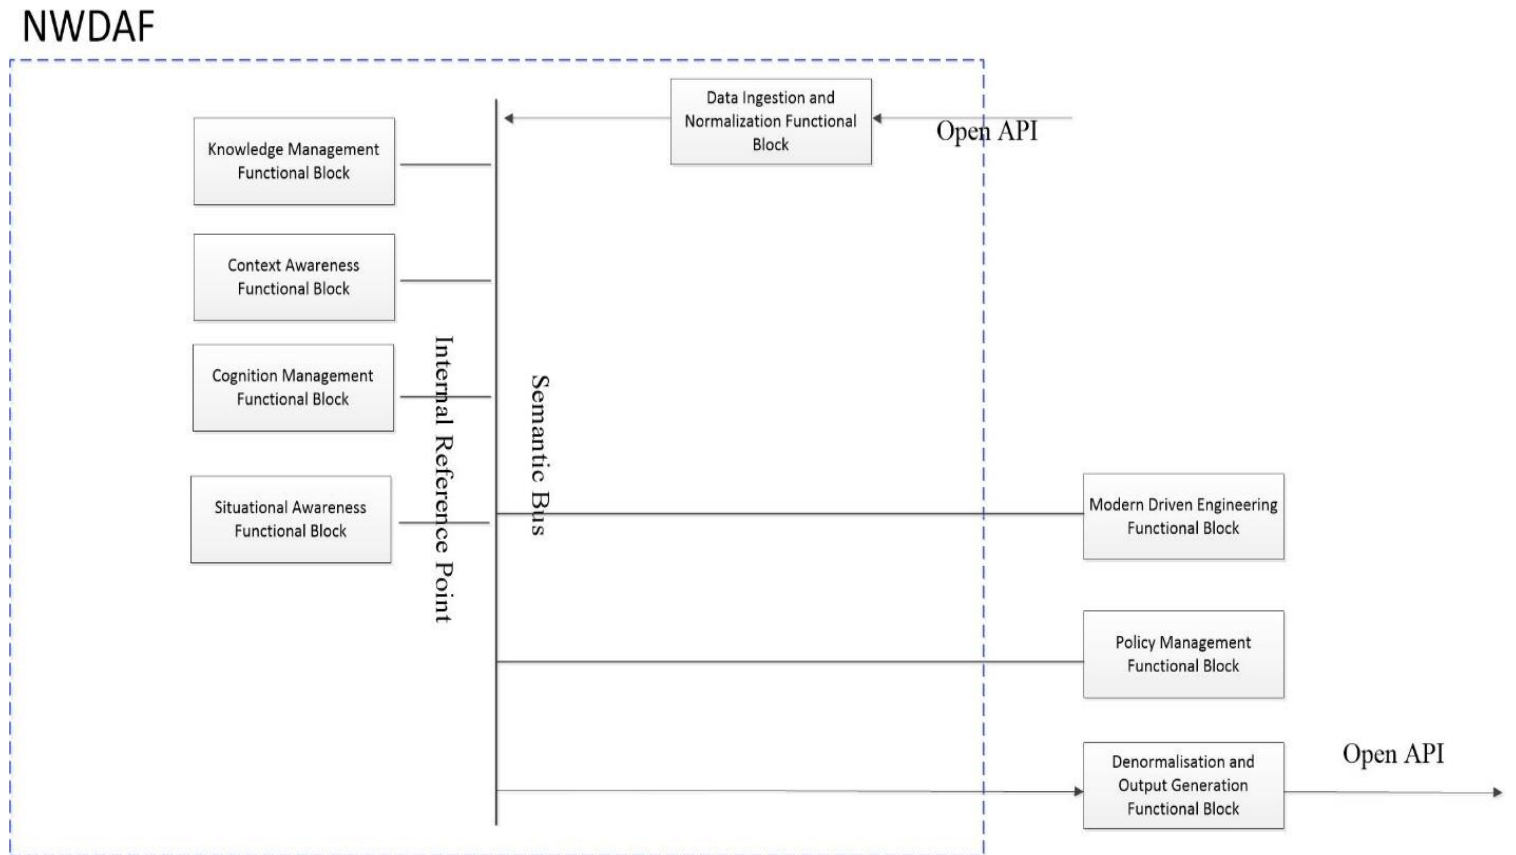 NWDAF
Data Ingestion and
Normalization Functional
Block
Open API
Knowledge Management
Functional Block
Context Awareness
Functional Block
Cognition Management
Functional Block
Situational Awareness
Functional Block
Internal Reference Point
Semantic Bus
Modern Driven Engineering
Functional Block
Policy Management
Functional Block
Denormalisation and
Output Generation
Functional Block
Open API